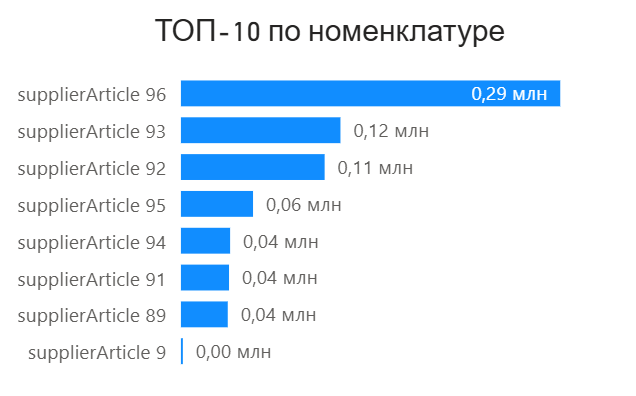 ТОП-10 по номенклатуре
supplierArticle 96 0,29 млн
supplierArticle 93 0,12 млн
supplierArticle 92 0,11 млн
supplierArticle 95 0,06 млн
supplierArticle 94 0,04 млн
supplierArticle 91 0,04 млн
supplierArticle 89 0,04 млн
supplierArticle 9 0,00 млн